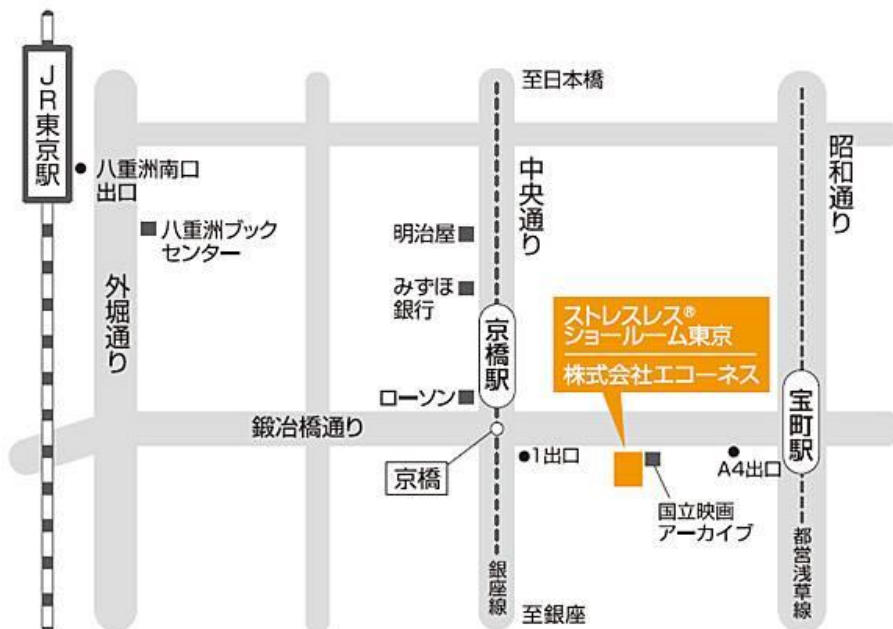 JR東京駅
八重洲南口
出口
八重洲ブック
センター
外堀通り
至日本橋
中央通り
昭和通り
明治屋
みずほ
銀行
京橋駅
ストレスレス®
ショールーム東京
株式会社エコーネス
ローソン
宝町駅
鍛冶橋通り
1出口
A4出口
京橋
国立映画
アーカイブ
銀座線
都営浅草線
至銀座